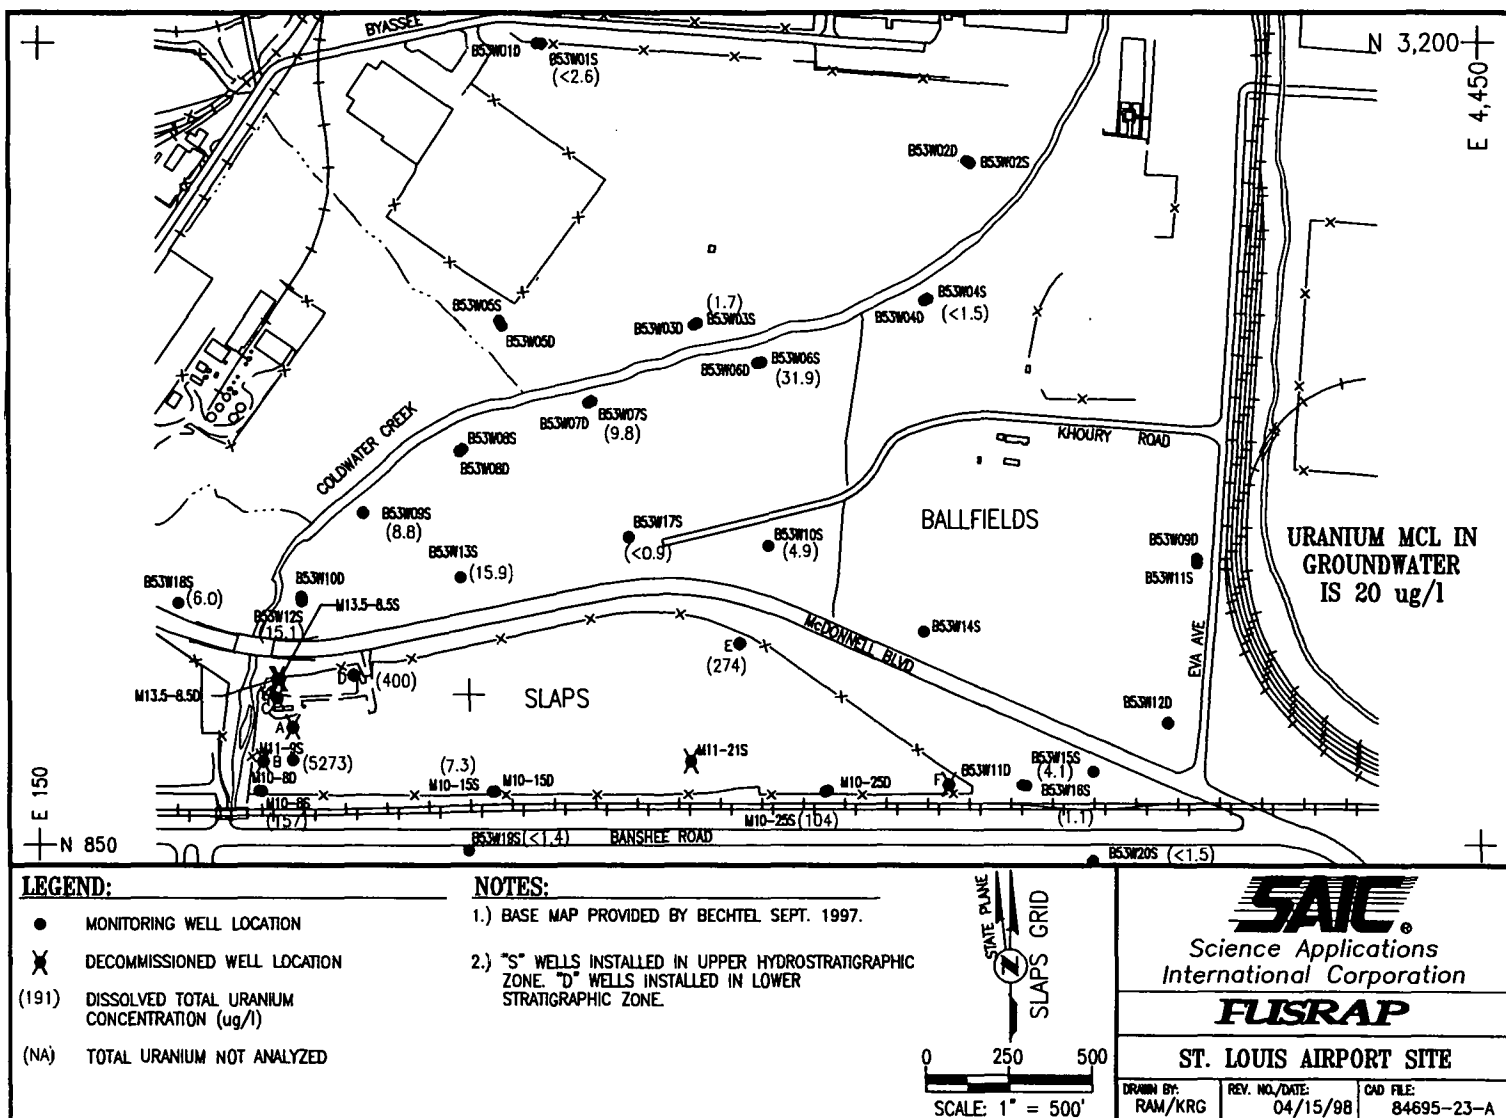 BYASSEE
B53W01D
B53W01S
(<2.6)
N 3,200
E 4,450
B53W02D
B53W02S
B53W05S
B53W05D
(1.7)
B53W03D
B53W03S
B53W04S
B53W04D
(<1.5)
B53W06S
B53W06D
(31.9)
COLDWATER CREEK
B53W07D
B53W07S
(9.8)
B53W08S
B53W08D
KHOURY ROAD
B53W09S
(8.8)
B53W17S
(<0.9)
B53W10S
(4.9)
BALLFIELDS
B53W09D
B53W11S
URANIUM MCL IN
GROUNDWATER
IS 20 ug/l
B53W13S
(15.9)
B53W18S
(6.0)
B53W10D
B53W12S
(15.1)
M13.5-8.5S
B53W14S
McDONNELL BLVD
EVA AVE
E
(274)
D
(400)
M13.5-8.5D
C
SLAPS
B53W12D
A
M11-9S
B
(5273)
M10-8D
M10-8S
(157)
(7.3)
M10-15S
M10-15D
M11-21S
M10-25D
F
B53W11D
B53W15S
(4.1)
B53W16S
(1.1)
M10-25S
(104)
E 150
N 850
B53W19S
(<1.4)
BANSHEE ROAD
B53W20S
(<1.5)
LEGEND:
MONITORING WELL LOCATION
DECOMMISSIONED WELL LOCATION
(191) DISSOLVED TOTAL URANIUM
CONCENTRATION (ug/l)
(NA) TOTAL URANIUM NOT ANALYZED
NOTES:
1.) BASE MAP PROVIDED BY BECHTEL SEPT. 1997.
2.) "S" WELLS INSTALLED IN UPPER HYDROSTRATIGRAPHIC
ZONE. "D" WELLS INSTALLED IN LOWER
STRATIGRAPHIC ZONE.
STATE PLANE
SLAPS GRID
N
0 250 500
SCALE: 1" = 500'
SAIC®
Science Applications
International Corporation
FUSRAP
ST. LOUIS AIRPORT SITE
DRAWN BY:
RAM/KRG
REV. NO./DATE:
04/15/98
CAD FILE:
84695-23-A